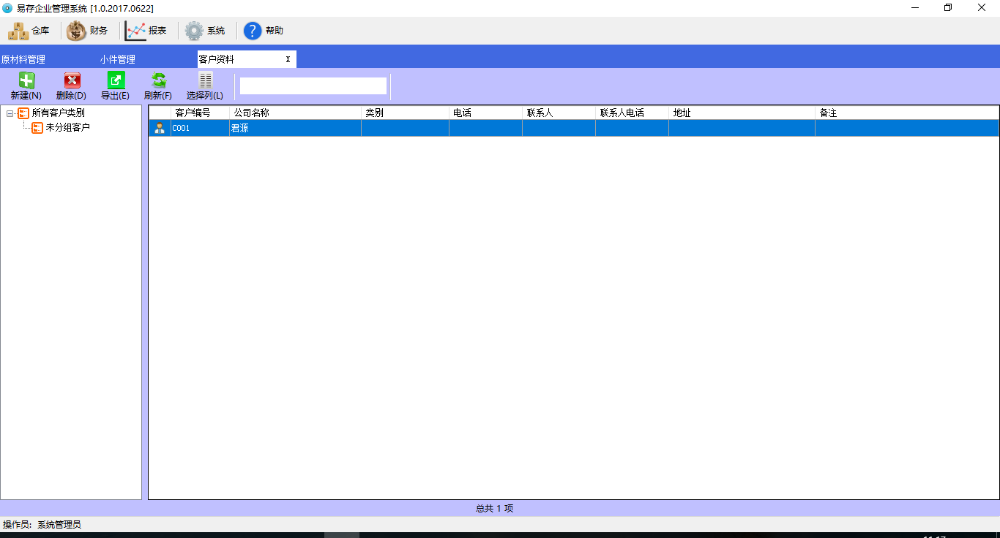 易存企业管理系统 [1.0.2017.0622]
仓库 财务 报表 系统 ? 帮助
原材料管理 小件管理 客户资料 x
新建(N) 删除(D) 导出(E) 刷新(F) 选择列(L)
所有客户类别
未分组客户
客户编号 公司名称 类别 电话 联系人 联系人电话 地址 备注
C001 君源
总共 1 项
操作员: 系统管理员